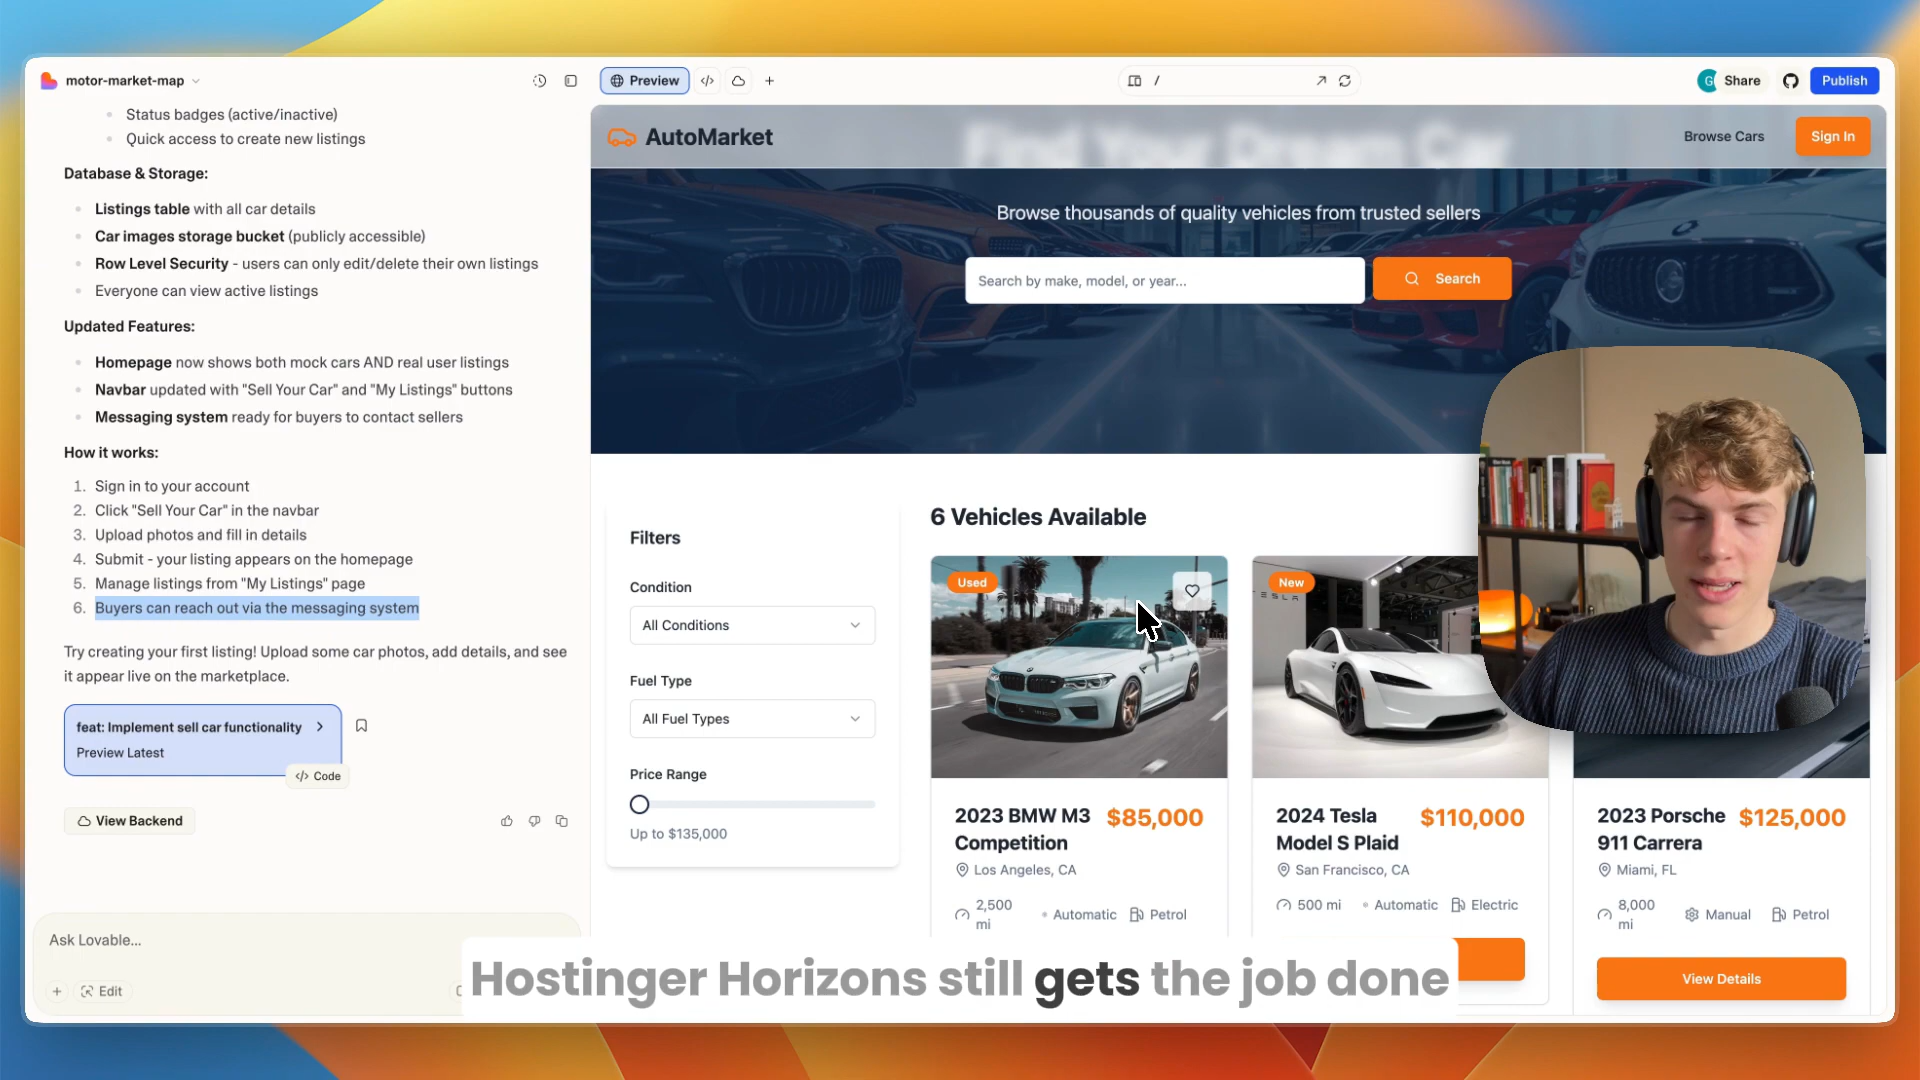 motor-market-map
Preview
/
G
Share
Publish
Status badges (active/inactive)
Quick access to create new listings
Database & Storage:
Listings table with all car details
Car images storage bucket (publicly accessible)
Row Level Security - users can only edit/delete their own listings
Everyone can view active listings
Updated Features:
Homepage now shows both mock cars AND real user listings
Navbar updated with "Sell Your Car" and "My Listings" buttons
Messaging system ready for buyers to contact sellers
How it works:
1. Sign in to your account
2. Click "Sell Your Car" in the navbar
3. Upload photos and fill in details
4. Submit - your listing appears on the homepage
5. Manage listings from "My Listings" page
6. Buyers can reach out via the messaging system
Try creating your first listing! Upload some car photos, add details, and see
it appear live on the marketplace.
feat: Implement sell car functionality
Preview Latest
Code
View Backend
Ask Lovable...
Edit
AutoMarket
Find Your Dream Car
Browse Cars
Sign In
Browse thousands of quality vehicles from trusted sellers
Search by make, model, or year...
Search
Filters
Condition
All Conditions
Fuel Type
All Fuel Types
Price Range
Up to $135,000
6 Vehicles Available
Used
2023 BMW M3 $85,000
Competition
Los Angeles, CA
2,500
mi
Automatic
Petrol
New
TESLA
2024 Tesla $110,000
Model S Plaid
San Francisco, CA
500 mi
Automatic
Electric
2023 Porsche $125,000
911 Carrera
Miami, FL
8,000
mi
Manual
Petrol
View Details
Hostinger Horizons still gets the job done